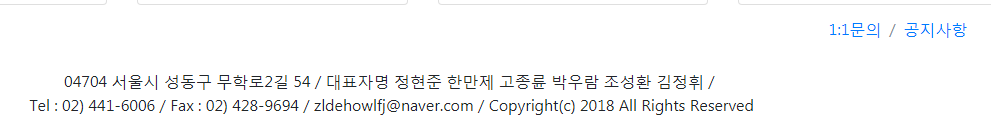 1:1문의 / 공지사항
04704 서울시 성동구 무학로2길 54 / 대표자명 정현준 한만제 고종륜 박우람 조성환 김정휘 /
Tel : 02) 441-6006 / Fax : 02) 428-9694 / zldehowlfj@naver.com / Copyright(c) 2018 All Rights Reserved